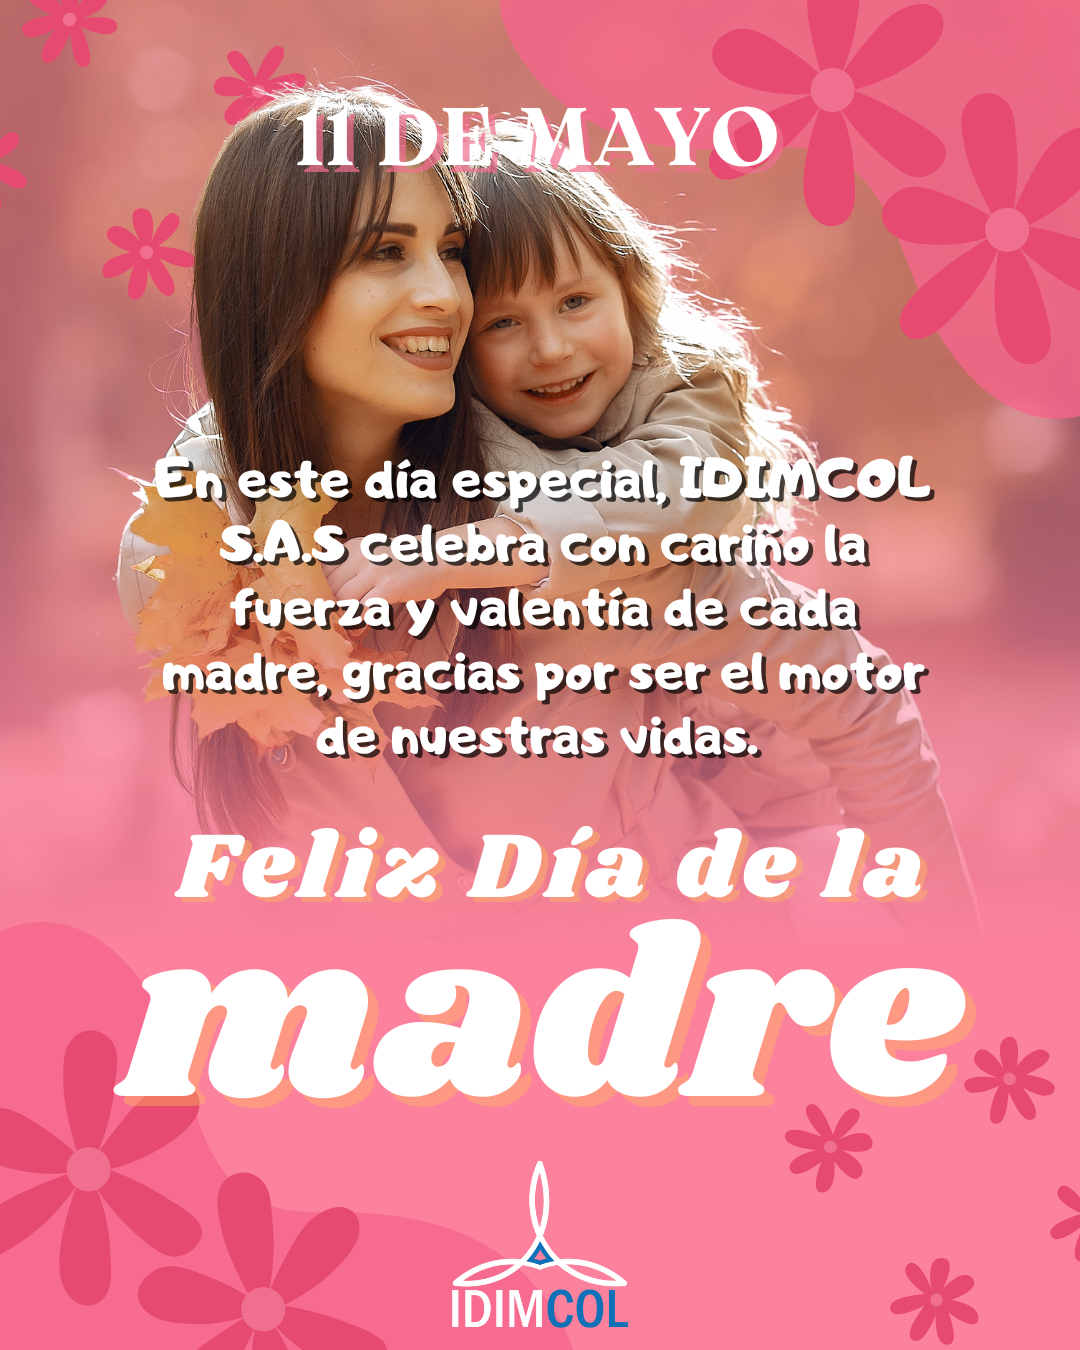 11 DE MAYO
En este día especial, IDIMCOL
S.A.S celebra con cariño la
fuerza y valentía de cada
madre, gracias por ser el motor
de nuestras vidas.
Feliz Día de la
madre
IDIMCOL